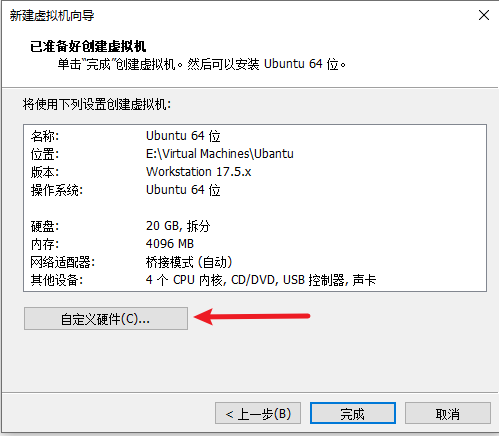 新建虚拟机向导
已准备好创建虚拟机
单击“完成”创建虚拟机。然后可以安装 Ubuntu 64 位。
将使用下列设置创建虚拟机:
名称: Ubuntu 64 位
位置: E:\Virtual Machines\Ubantu
版本: Workstation 17.5.x
操作系统: Ubuntu 64 位
硬盘: 20 GB, 拆分
内存: 4096 MB
网络适配器: 桥接模式 (自动)
其他设备: 4 个 CPU 内核, CD/DVD, USB 控制器, 声卡
自定义硬件(C)...
< 上一步(B) 完成 取消